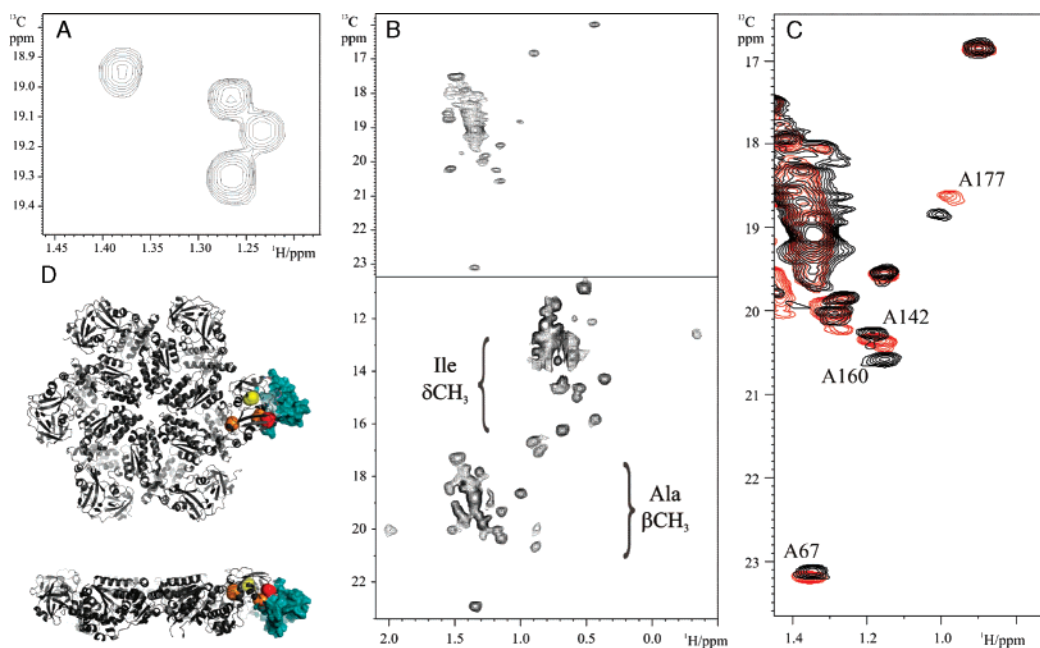 A
¹³C
ppm
18.9
19.0
19.1
19.2
19.3
19.4
1.45
1.40
1.35
1.30
1.25
¹H/ppm
B
¹³C
ppm
17
18
19
20
21
22
23
12
14
16
18
20
22
Ile
δCH₃
Ala
βCH₃
2.0
1.5
1.0
0.5
0.0
¹H/ppm
C
¹³C
ppm
17
18
19
20
21
22
23
A177
A142
A160
A67
1.4
1.2
1.0
¹H/ppm
D